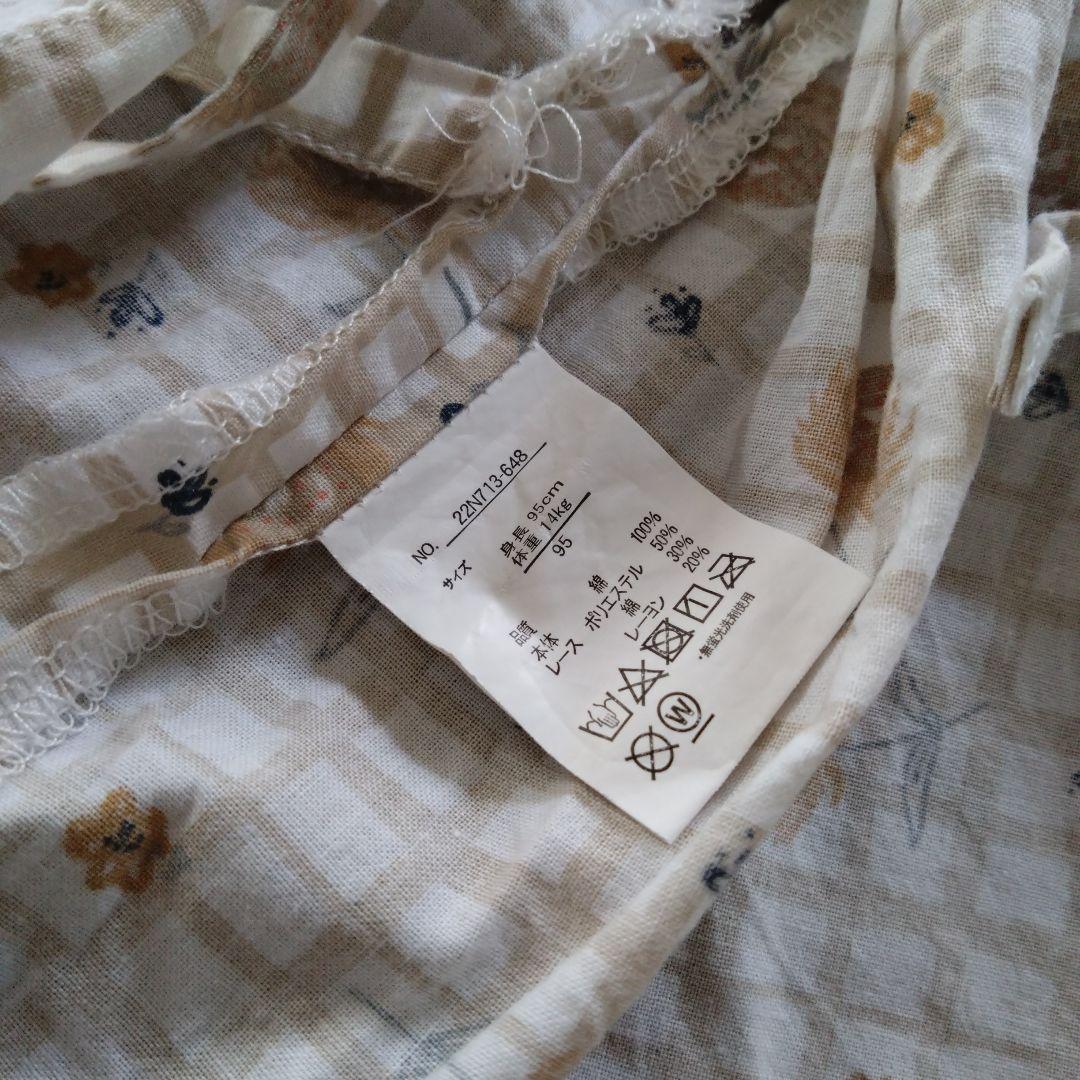 NO. 22N713-648
サイズ 身長 95cm
体重 14kg
95
品質
本体 綿 100%
レース ポリエステル 50%
綿 30%
レーヨン 20%
W
・無蛍光洗剤使用